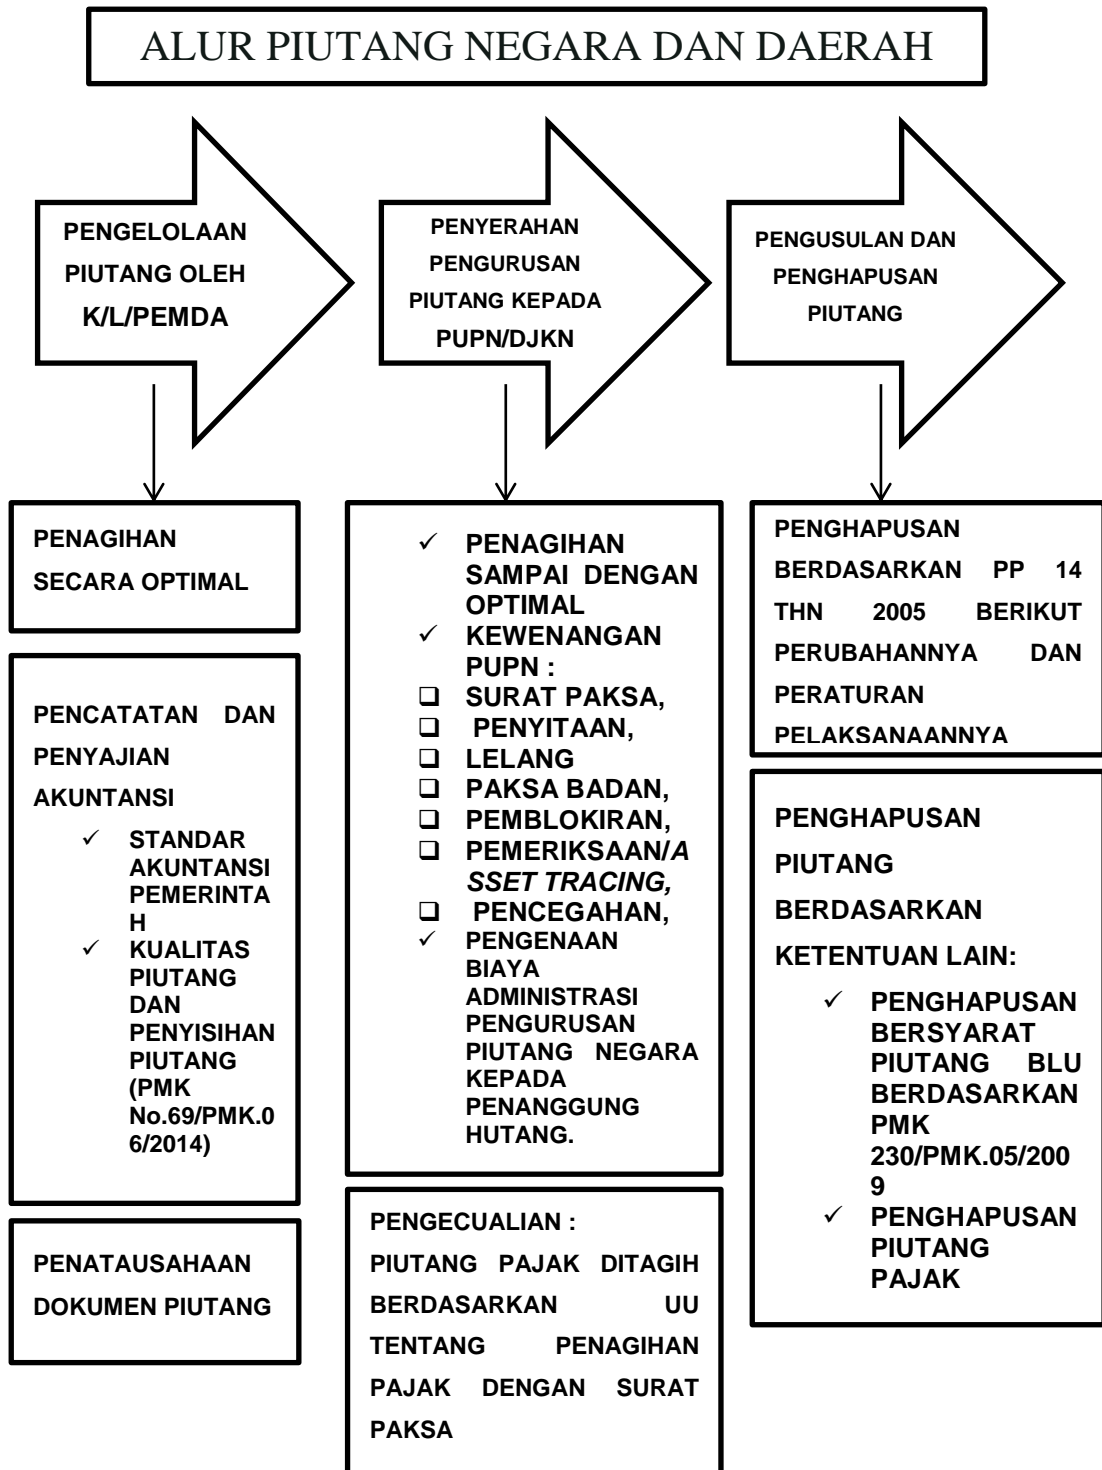 ALUR PIUTANG NEGARA DAN DAERAH
PENGELOLAAN
PIUTANG OLEH
K/L/PEMDA
PENYERAHAN
PENGURUSAN
PIUTANG KEPADA
PUPN/DJKN
PENGUSULAN DAN
PENGHAPUSAN
PIUTANG
PENAGIHAN
SECARA OPTIMAL
PENCATATAN DAN
PENYAJIAN
AKUNTANSI
✓ STANDAR
AKUNTANSI
PEMERINTA
H
✓ KUALITAS
PIUTANG
DAN
PENYISIHAN
PIUTANG
(PMK
No.69/PMK.0
6/2014)
PENATAUSAHAAN
DOKUMEN PIUTANG
✓ PENAGIHAN
SAMPAI DENGAN
OPTIMAL
✓ KEWENANGAN
PUPN :
❑ SURAT PAKSA,
❑ PENYITAAN,
❑ LELANG
❑ PAKSA BADAN,
❑ PEMBLOKIRAN,
❑ PEMERIKSAAN/A
SSET TRACING,
❑ PENCEGAHAN,
✓ PENGENAAN
BIAYA
ADMINISTRASI
PENGURUSAN
PIUTANG NEGARA
KEPADA
PENANGGUNG
HUTANG.
PENGECUALIAN :
PIUTANG PAJAK DITAGIH
BERDASARKAN UU
TENTANG PENAGIHAN
PAJAK DENGAN SURAT
PAKSA
PENGHAPUSAN
BERDASARKAN PP 14
THN 2005 BERIKUT
PERUBAHANNYA DAN
PERATURAN
PELAKSANAANNYA
PENGHAPUSAN
PIUTANG
BERDASARKAN
KETENTUAN LAIN:
✓ PENGHAPUSAN
BERSYARAT
PIUTANG BLU
BERDASARKAN
PMK
230/PMK.05/200
9
✓ PENGHAPUSAN
PIUTANG
PAJAK